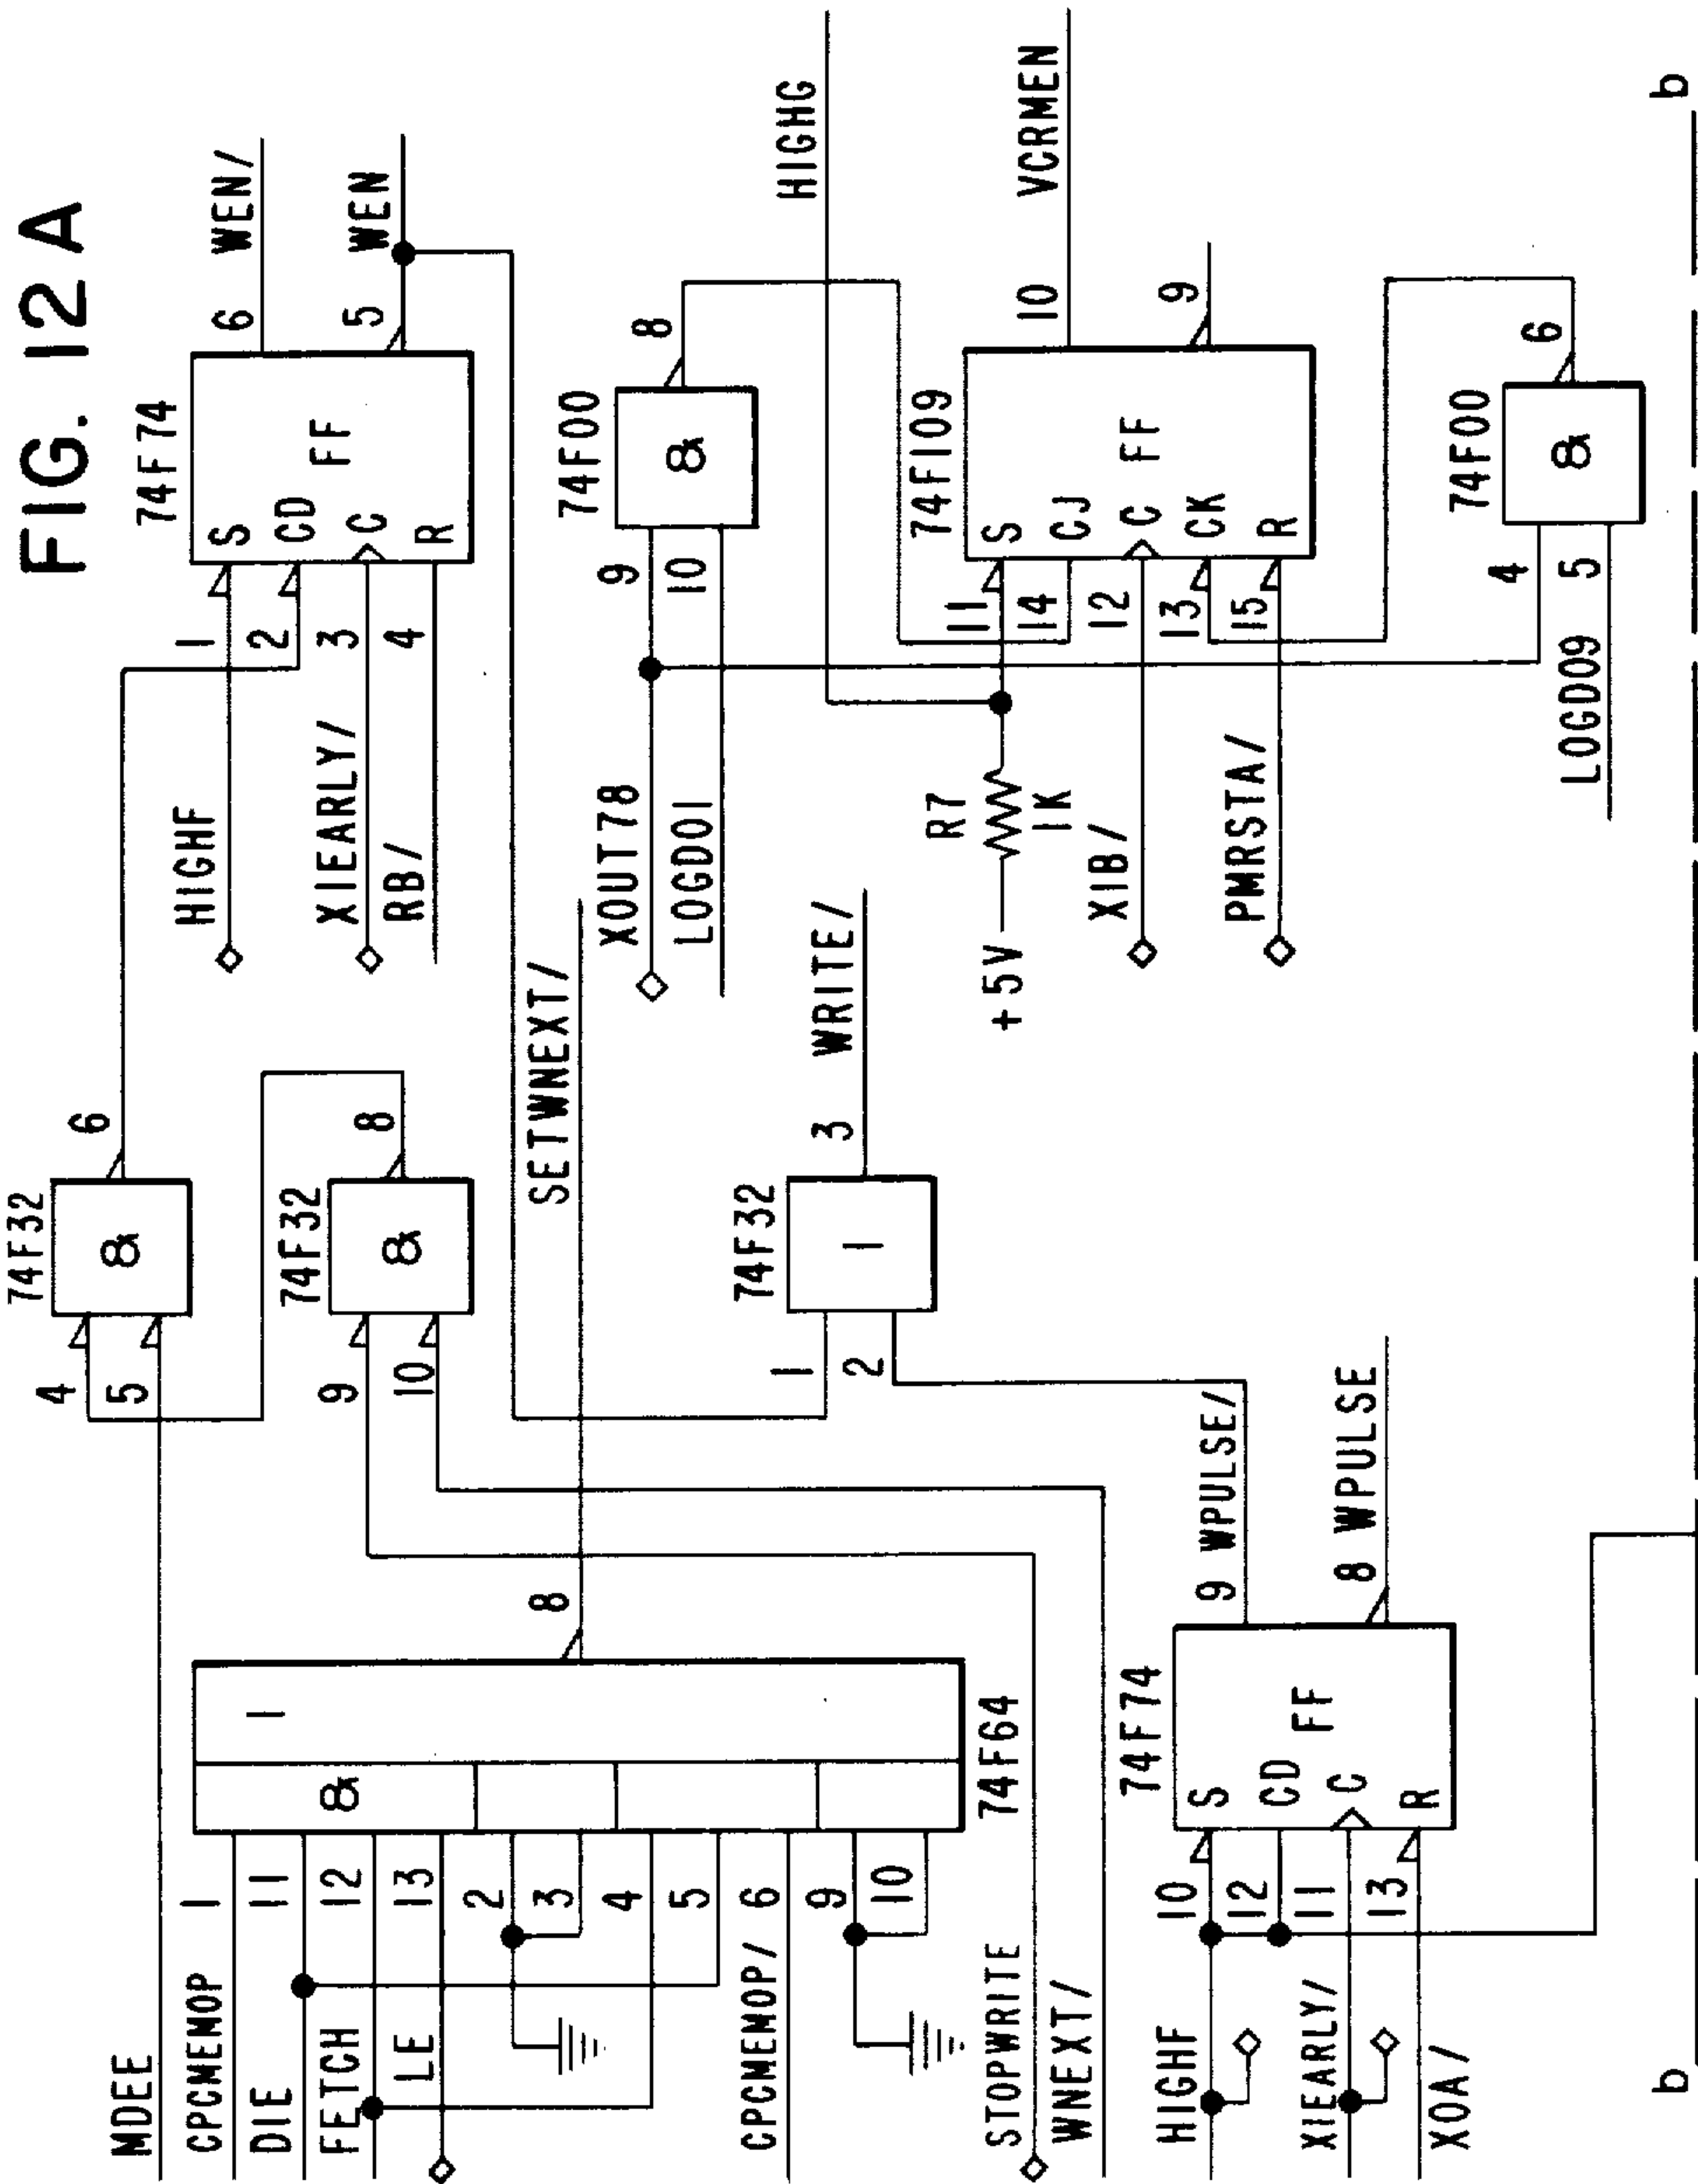 FIG. 12A
74F32
4
5
&
6
74F32
9
10
&
8
74F74
HIGHF
1
S
2
CD
XIEARLY/
3
C
RB/
4
R
FF
6 WEN/
5 WEN
MDEE
CPCMEMOP 1
DIE 11
FETCH 12
LE 13
2
3
4
5
CPCMEMOP/ 6
9
10
&
1
74F64
8
SETWNEXT/
STOPWRITE
WNEXT/
74F32
1
2
1
3 WRITE/
XOUT78
LOGD01
9
10
74F00
&
8
HIGHG
+5V
R7
1K
XIB/
PMRSTA/
74F109
11
S
14
CJ
12
C
13
CK
15
R
FF
10 VCRMEN
9
74F00
4
5
LOGD09
&
6
74F74
HIGHF
10
S
12
CD
XIEARLY/
11
C
XOA/
13
R
FF
9 WPULSE/
8 WPULSE
b
b